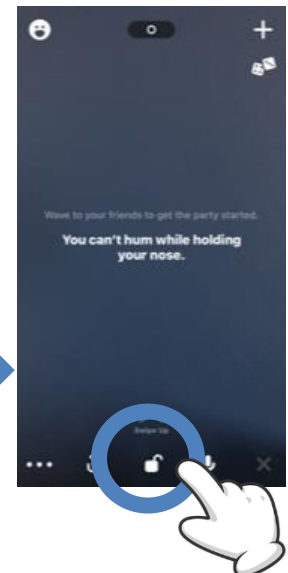 Wave to your friends to get the party started.
You can't hum while holding
your nose.
Swipe Up